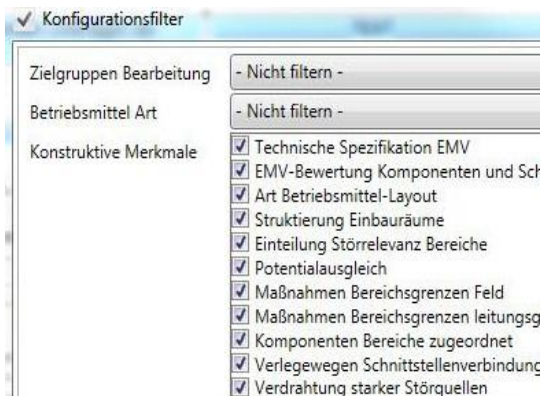 Konfigurationsfilter
Zielgruppen Bearbeitung - Nicht filtern -
Betriebsmittel Art - Nicht filtern -
Konstruktive Merkmale Technische Spezifikation EMV
EMV-Bewertung Komponenten und Sch
Art Betriebsmittel-Layout
Struktierung Einbauräume
Einteilung Störrelevanz Bereiche
Potentialausgleich
Maßnahmen Bereichsgrenzen Feld
Maßnahmen Bereichsgrenzen leitungsg
Komponenten Bereiche zugeordnet
Verlegewegen Schnittstellenverbindung
Verdrahtung starker Störquellen